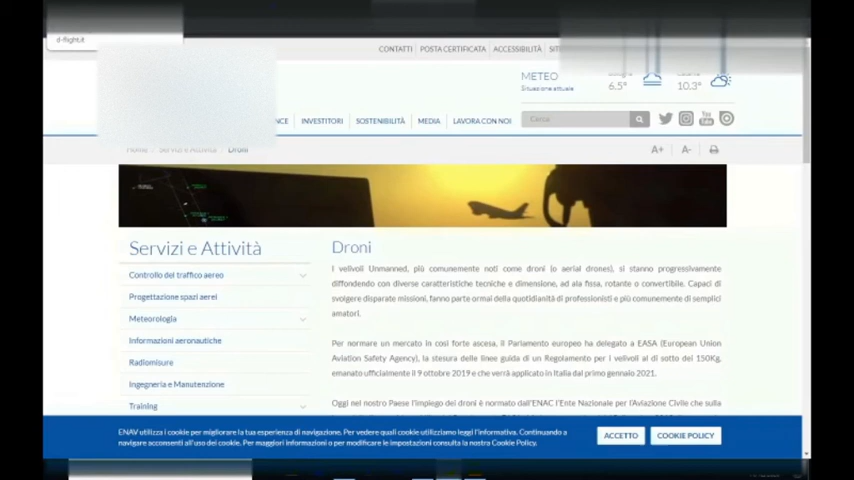 d-flight.it
CONTATTI POSTA CERTIFICATA ACCESSIBILITÀ
METEO
Situazione attuale
6.5° 10.3°
INVESTITORI SOSTENIBILITÀ MEDIA LAVORA CON NOI
Cerca
Home Servizi e Attività Droni
A+ A-
Servizi e Attività
Controllo del traffico aereo
Progettazione spazi aerei
Meteorologia
Informazioni aeronautiche
Radiomisure
Ingegneria e Manutenzione
Training
Droni
I velivoli Unmanned, più comunemente noti come droni (o aerial drones), si stanno progressivamente
diffondendo con diverse caratteristiche tecniche e dimensione, ad ala fissa, rotante o convertibile. Capaci di
svolgere disparate missioni, fanno parte ormai della quotidianità di professionisti e più comunemente di semplici
amatori.
Per normare un mercato in così forte ascesa, il Parlamento europeo ha delegato a EASA (European Union
Aviation Safety Agency), la stesura delle linee guida di un Regolamento per i velivoli al di sotto dei 150Kg,
emanato ufficialmente il 9 ottobre 2019 e che verrà applicato in Italia dal primo gennaio 2021.
Oggi nel nostro Paese l'impiego dei droni è normato dall'ENAC l'Ente Nazionale per l'Aviazione Civile che sulla
ENAV utilizza i cookie per migliorare la tua esperienza di navigazione. Per vedere quali cookie utilizziamo leggi l'informativa. Continuando a
navigare acconsenti all'uso dei cookie. Per maggiori informazioni o per modificare le impostazioni consulta la nostra Cookie Policy.
ACCETTO COOKIE POLICY